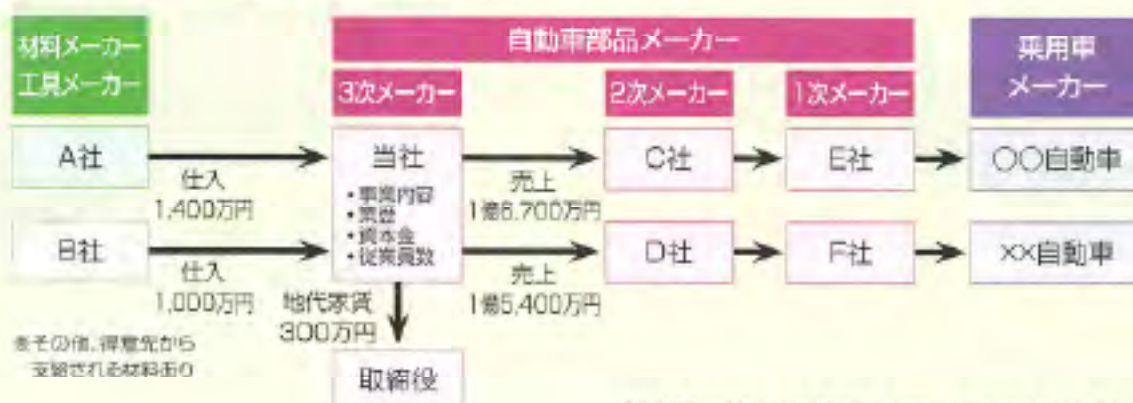 材料メーカー
工具メーカー
自動車部品メーカー
3次メーカー
2次メーカー
1次メーカー
乗用車
メーカー
A社
仕入
1,400万円
当社
・事業内容
・業歴
・資本金
・従業員数
売上
1億6,700万円
C社
E社
〇〇自動車
B社
仕入
1,000万円
売上
1億5,400万円
D社
F社
××自動車
地代家賃
300万円
取締役
※その他、得意先から
支給される材料あり